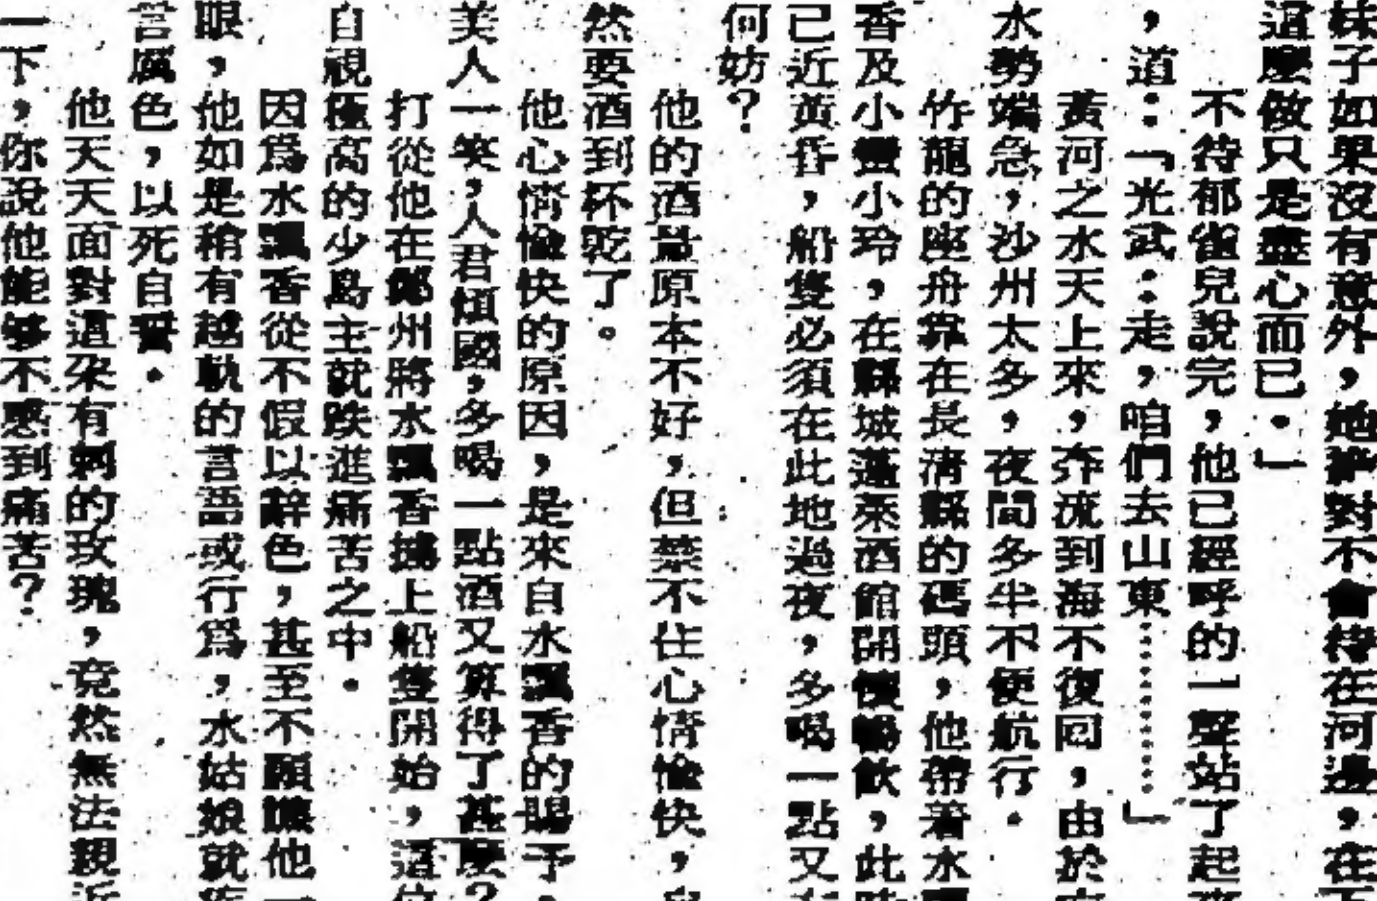 妹子如果沒有意外，她諒對不會待在河邊，在下
這麼做只是盡心而已。」
不待郁雀兒說完，他已經呼的一聲站了起來
，道：「光武：走，咱們去山東………」
黃河之水天上來，奔流到海不復回，由於
水勢端急，沙州太多，夜間多半不便航行。
竹龍的座舟靠在長清縣的碼頭，他帶着水飄
香及小蠻小玲，在縣城蓬萊酒館開懷暢飲，此時
已近黃昏，船隻必須在此地過夜，多喝一點又有
何妨？
他的酒量原本不好，但禁不住心情愉快，自
然要酒到杯乾了。
他心情愉快的原因，是來自水飄香的賜予，
美人一笑，人君傾國，多喝一點酒又算得了甚麼？
打從他在鄭州將水飄香擄上船隻開始，這位
自視極高的少島主就跌進痛苦之中。
因爲水飄香從不假以辭色，甚至不願讓他一
眼，他如是稍有越軌的言語或行爲，水姑娘就
言厲色，以死自誓。
他天天面對這朶有刺的玫瑰，竟然無法親近
一下，你說他能够不感到痛苦？